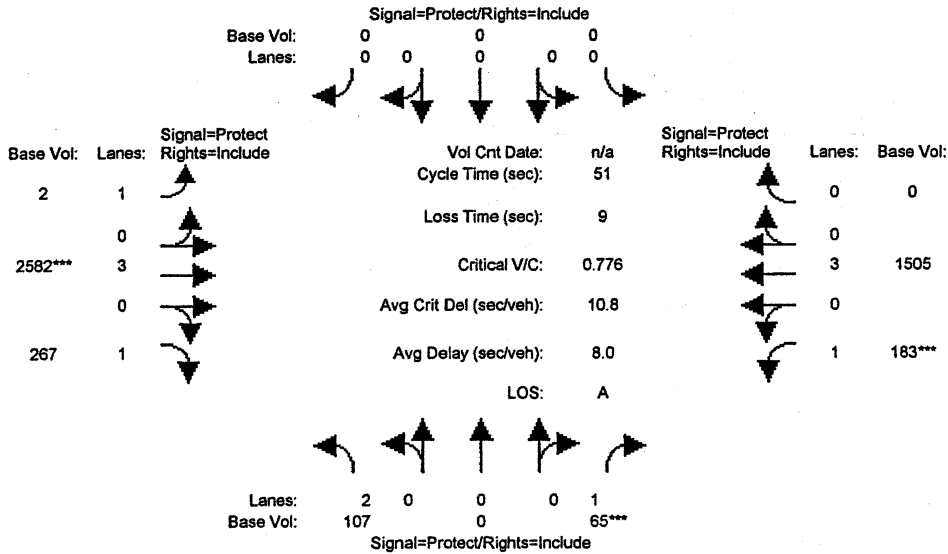 Signal=Protect/Rights=Include
Base Vol: 0 0 0
Lanes: 0 0 0 0 0
Signal=Protect
Base Vol: Lanes: Rights=Include
Vol Cnt Date: n/a
Signal=Protect
Rights=Include Lanes: Base Vol:
Cycle Time (sec): 51
2 1
0 0
Loss Time (sec): 9
0
0
2582*** 3
Critical V/C: 0.776
3 1505
0
Avg Crit Del (sec/veh): 10.8
0
267 1
Avg Delay (sec/veh): 8.0
1 183***
LOS: A
Lanes: 2 0 0 0 1
Base Vol: 107 0 65***
Signal=Protect/Rights=Include